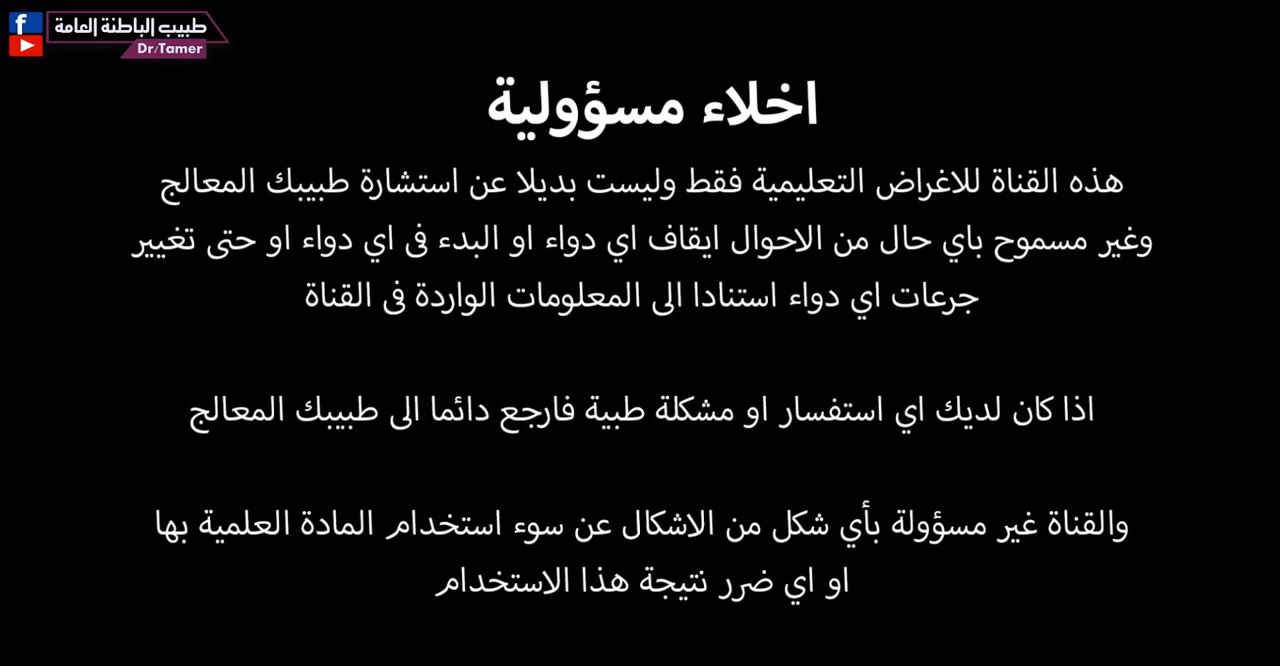 f طبيب الباطنة العامة
Dr/Tamer
اخلاء مسؤولية
هذه القناة للاغراض التعليمية فقط وليست بديلا عن استشارة طبيبك المعالج
وغير مسموح باي حال من الاحوال ايقاف اي دواء او البدء فى اي دواء او حتى تغيير
جرعات اي دواء استنادا الى المعلومات الواردة فى القناة
اذا كان لديك اي استفسار او مشكلة طبية فارجع دائما الى طبيبك المعالج
والقناة غير مسؤولة بأي شكل من الاشكال عن سوء استخدام المادة العلمية بها
او اي ضرر نتيجة هذا الاستخدام